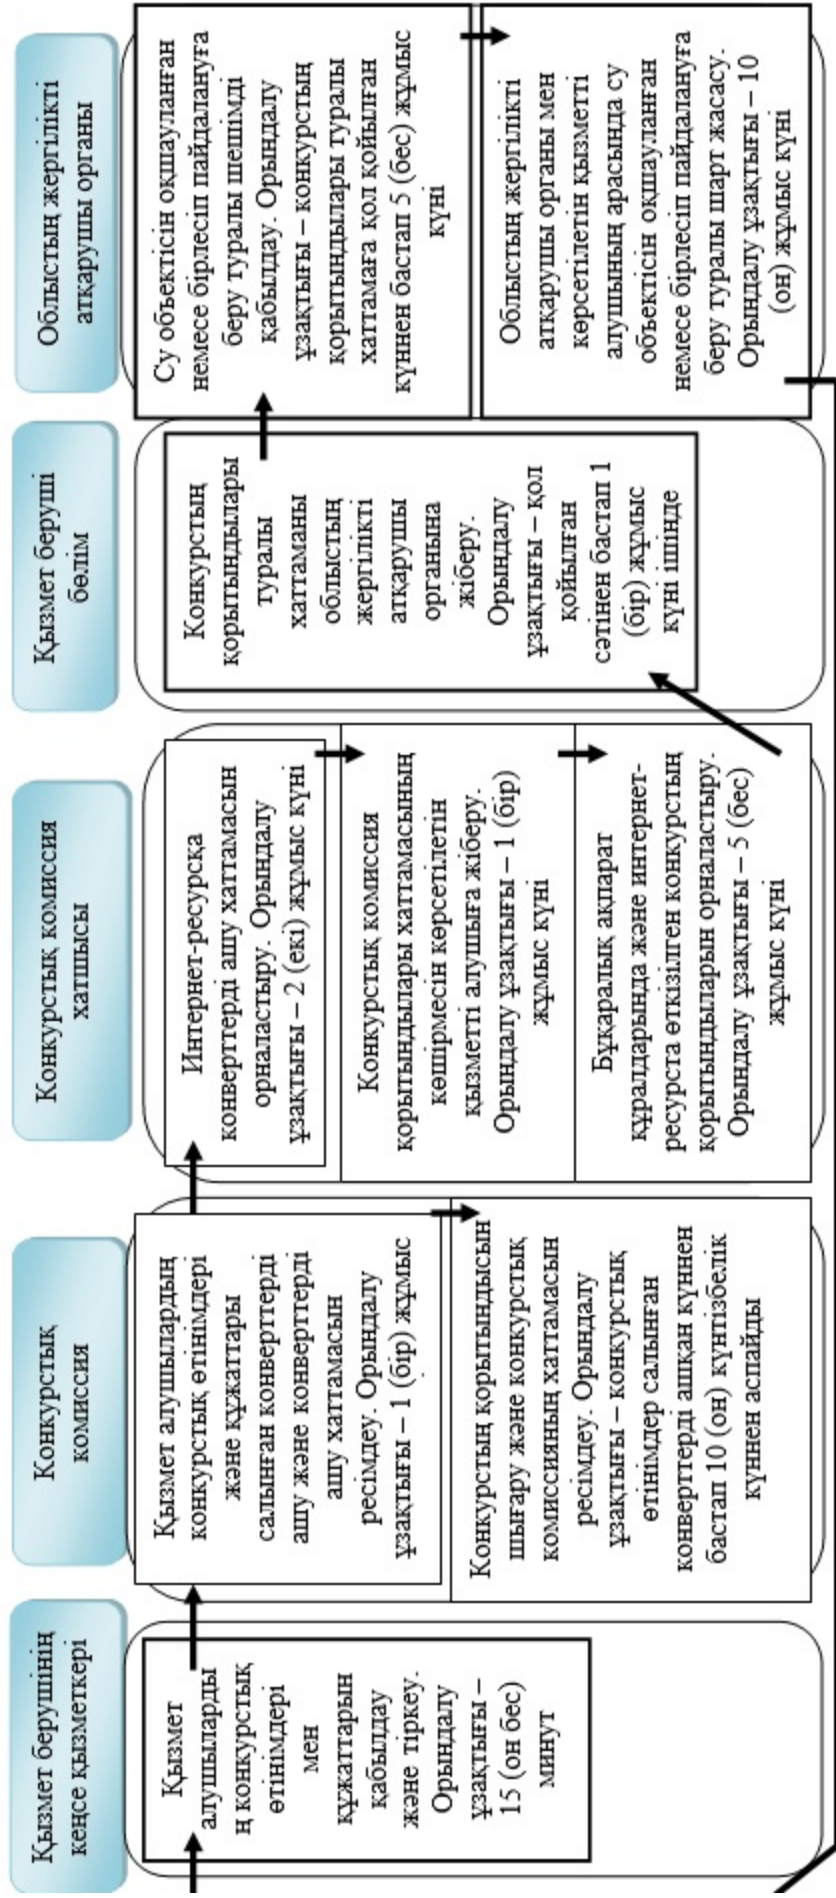 Қызмет берушінің
кеңсе қызметкері
Қызмет
алушыларды
ң конкурстық
өтінімдері
мен
құжаттарын
қабылдау
және тіркеу.
Орындалу
ұзақтығы –
15 (он бес)
минут
Конкурстық
комиссия
Қызмет алушылардың
конкурстық өтінімдері
және құжаттары
салынған конверттерді
ашу және конверттерді
ашу хаттамасын
ресімдеу. Орындалу
ұзақтығы – 1 (бір) жұмыс
Конкурстың қорытындысын
шығару және конкурстық
комиссияның хаттамасын
ресімдеу. Орындалу
ұзақтығы – конкурстық
өтінімдер салынған
конверттерді ашқан күннен
бастап 10 (он) күнтізбелік
күннен аспайды
Конкурстық комиссия
хатшысы
Интернет-ресурсқа
конверттерді ашу хаттамасын
орналастыру. Орындалу
ұзақтығы – 2 (екі) жұмыс күні
Конкурстық комиссия
қорытындылары хаттамасының
көшірмесін көрсетілетін
қызметті алушыға жіберу.
Орындалу ұзақтығы – 1 (бір)
жұмыс күні
Бұқаралық ақпарат
құралдарында және интернет-
ресурста өткізілген конкурстың
қорытындыларын орналастыру.
Орындалу ұзақтығы – 5 (бес)
жұмыс күні
Қызмет беруші
бөлім
Конкурстың
қорытындылары
туралы
хаттаманы
облыстың
жергілікті
атқарушы
органына
жіберу.
Орындалу
ұзақтығы – қол
қойылған
сәтінен бастап 1
(бір) жұмыс
күні ішінде
Облыстың жергілікті
атқарушы органы
Су объектісін оқшауланған
немесе бірлесіп пайдалануға
беру туралы шешімді
қабылдау. Орындалу
ұзақтығы – конкурстың
қорытындылары туралы
хаттамаға қол қойылған
күннен бастап 5 (бес) жұмыс
күні
Облыстың жергілікті
атқарушы органы мен
көрсетілетін қызметті
алушының арасында су
объектісін оқшауланған
немесе бірлесіп пайдалануға
беру туралы шарт жасасу.
Орындалу ұзақтығы – 10
(он) жұмыс күні